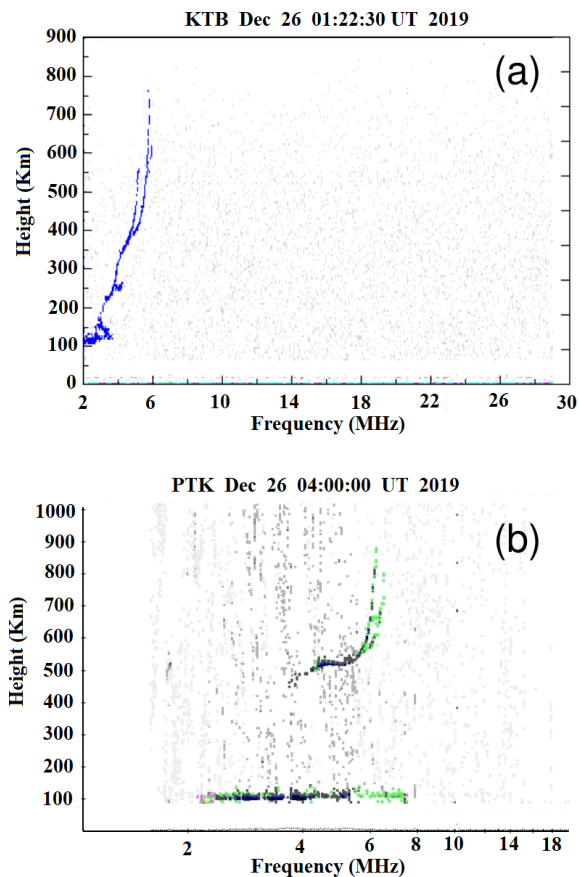 KTB Dec 26 01:22:30 UT 2019
(a)
900
800
700
600
500
400
300
200
100
0
Height (Km)
2 6 10 14 18 22 26 30
Frequency (MHz)
PTK Dec 26 04:00:00 UT 2019
(b)
1000
900
800
700
600
500
400
300
200
100
Height (Km)
2 4 6 8 10 12 14 18
Frequency (MHz)